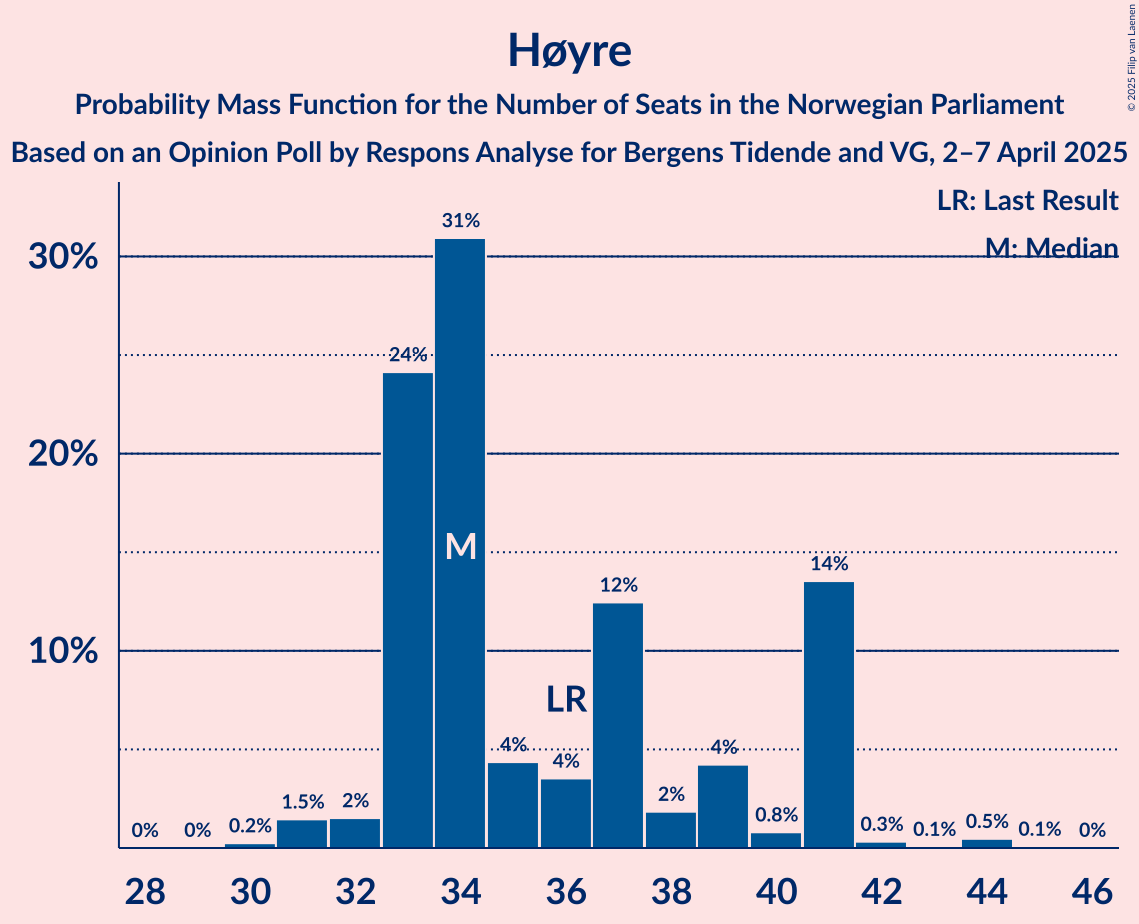 Høyre
Probability Mass Function for the Number of Seats in the Norwegian Parliament
Based on an Opinion Poll by Respons Analyse for Bergens Tidende and VG, 2–7 April 2025
© 2025 Filip van Laenen
LR: Last Result
M: Median
30%
20%
10%
0%
0%
0.2%
1.5%
2%
24%
31%
M
4%
LR
4%
12%
2%
4%
0.8%
14%
0.3%
0.1%
0.5%
0.1%
0%
28 30 32 34 36 38 40 42 44 46